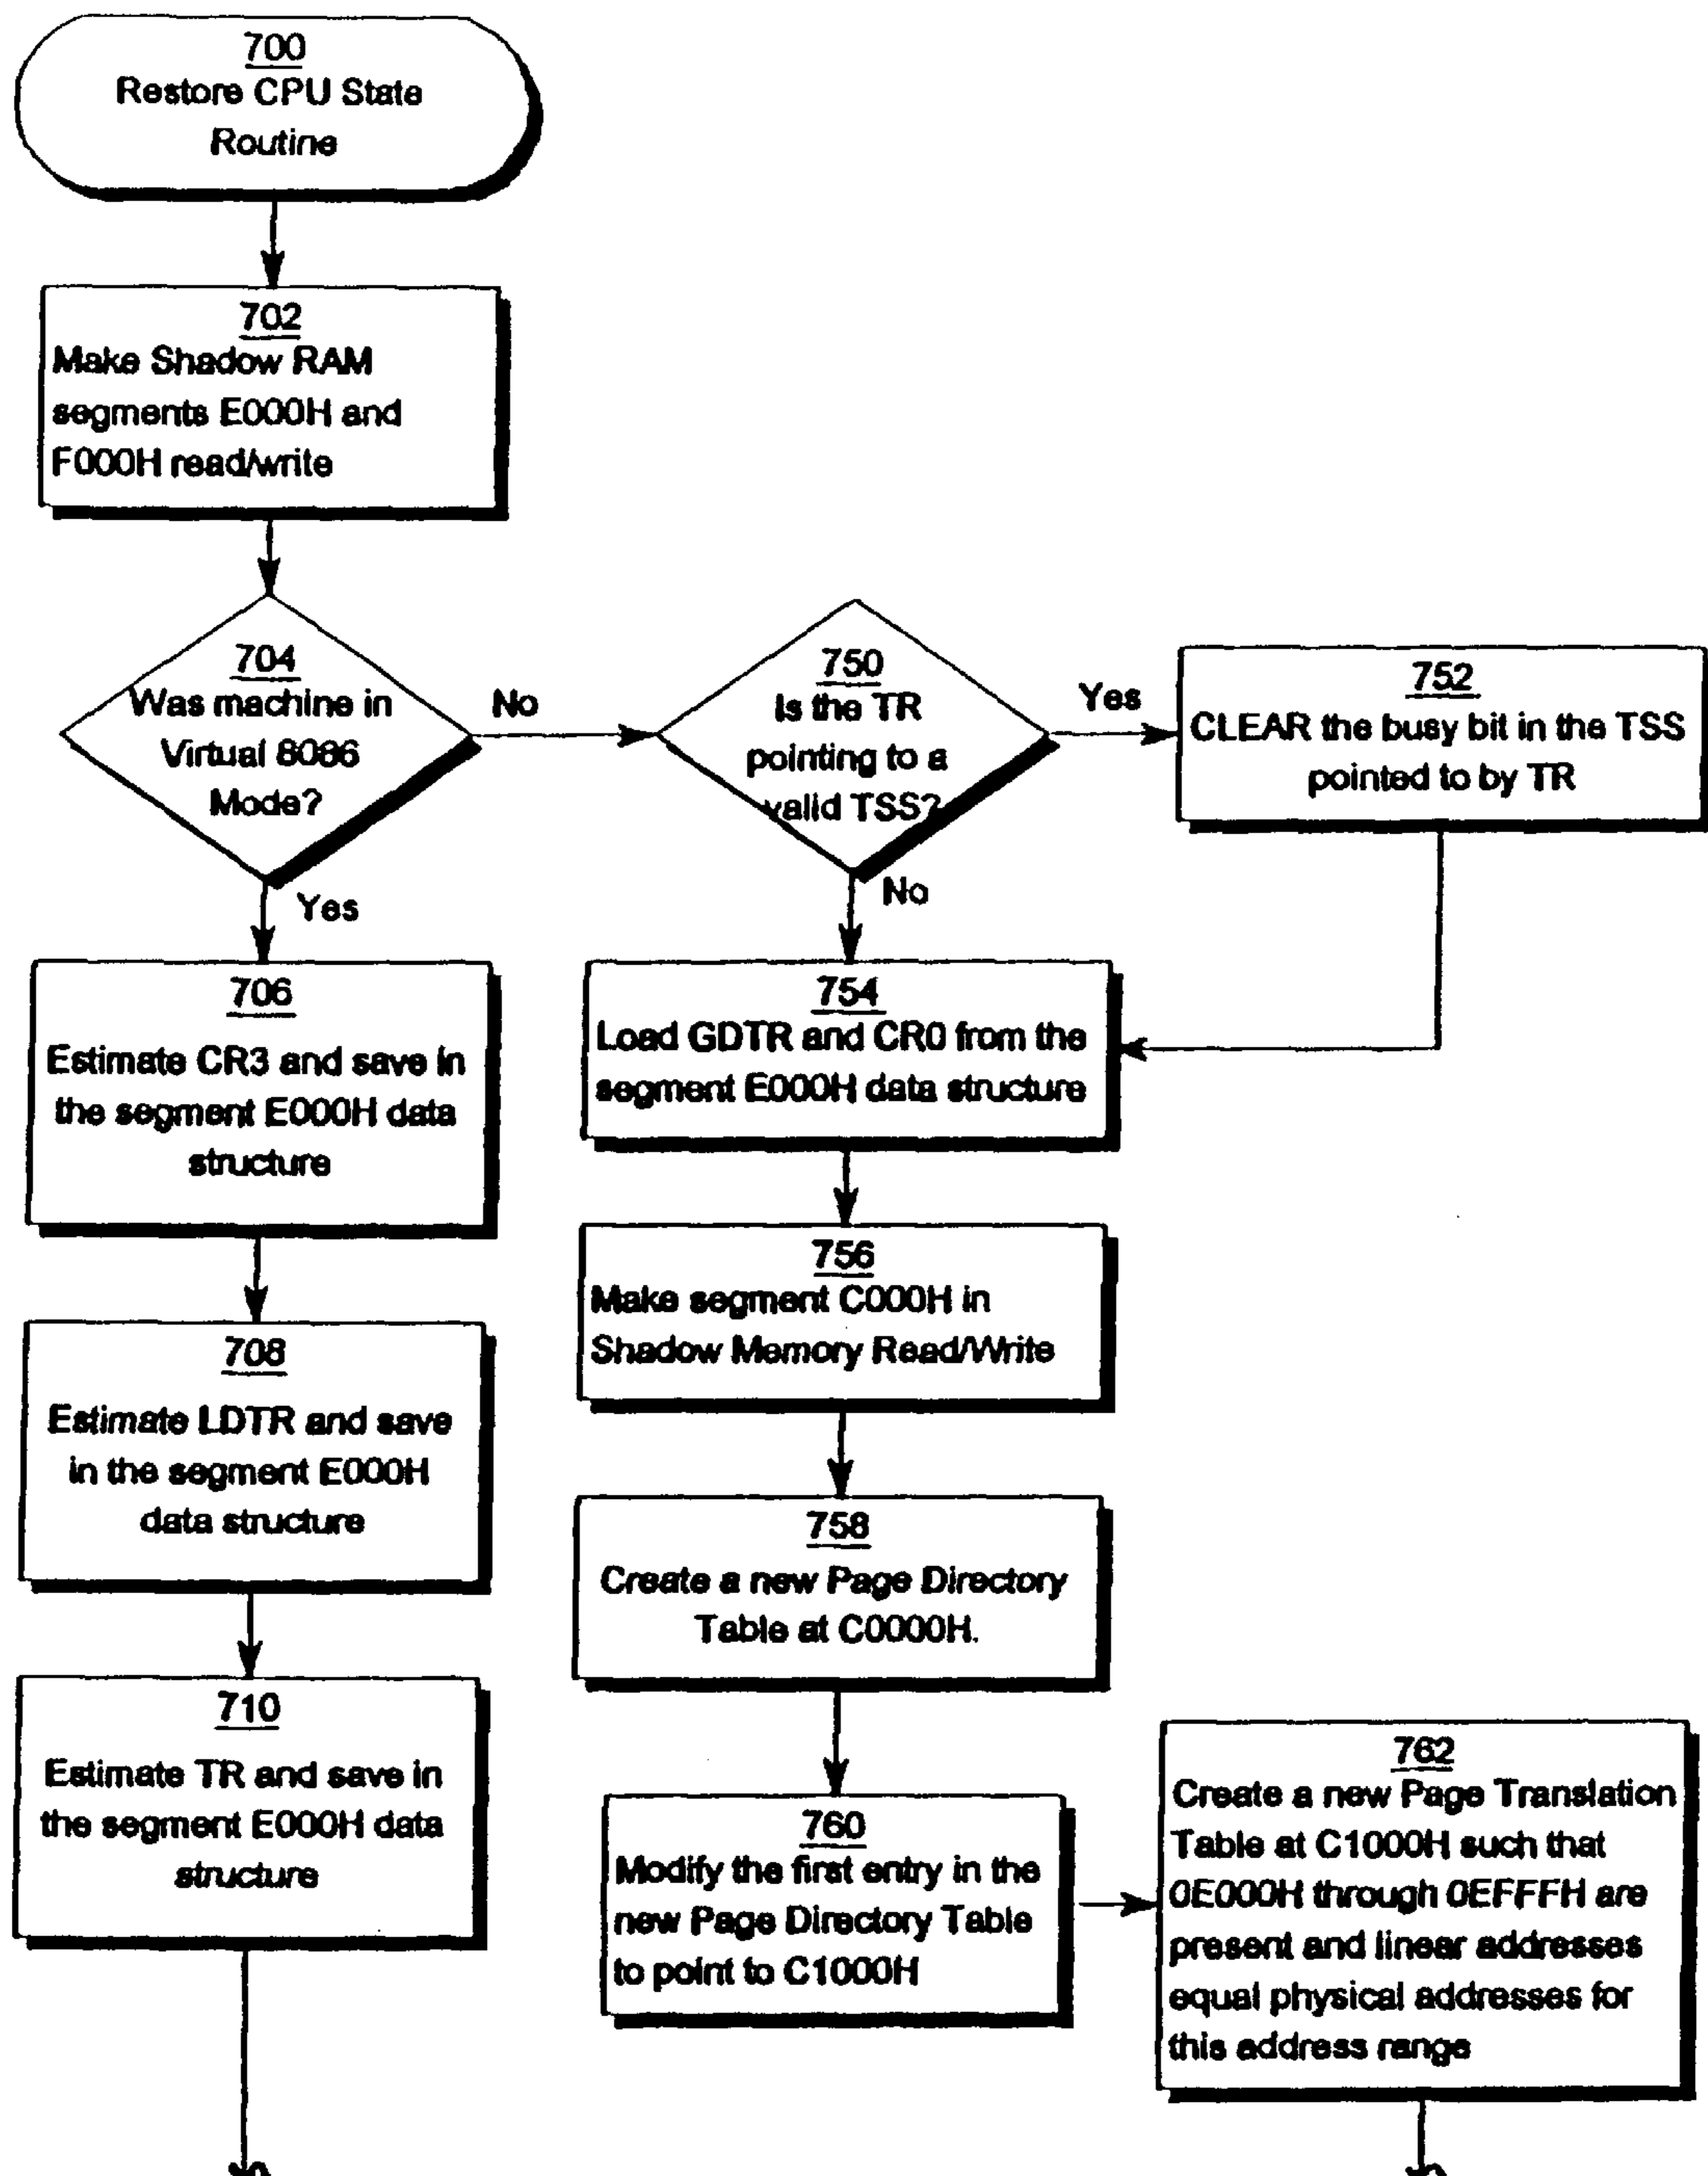 700
Restore CPU State
Routine
702
Make Shadow RAM
segments E000H and
F000H read/write
704
Was machine in
Virtual 8086
Mode?
No
Yes
750
Is the TR
pointing to a
valid TSS?
Yes
No
752
CLEAR the busy bit in the TSS
pointed to by TR
706
Estimate CR3 and save in
the segment E000H data
structure
754
Load GDTR and CR0 from the
segment E000H data structure
756
Make segment C000H in
Shadow Memory Read/Write
708
Estimate LDTR and save
in the segment E000H
data structure
758
Create a new Page Directory
Table at C0000H.
710
Estimate TR and save in
the segment E000H data
structure
760
Modify the first entry in the
new Page Directory Table
to point to C1000H
762
Create a new Page Translation
Table at C1000H such that
0E000H through 0EFFFH are
present and linear addresses
equal physical addresses for
this address range